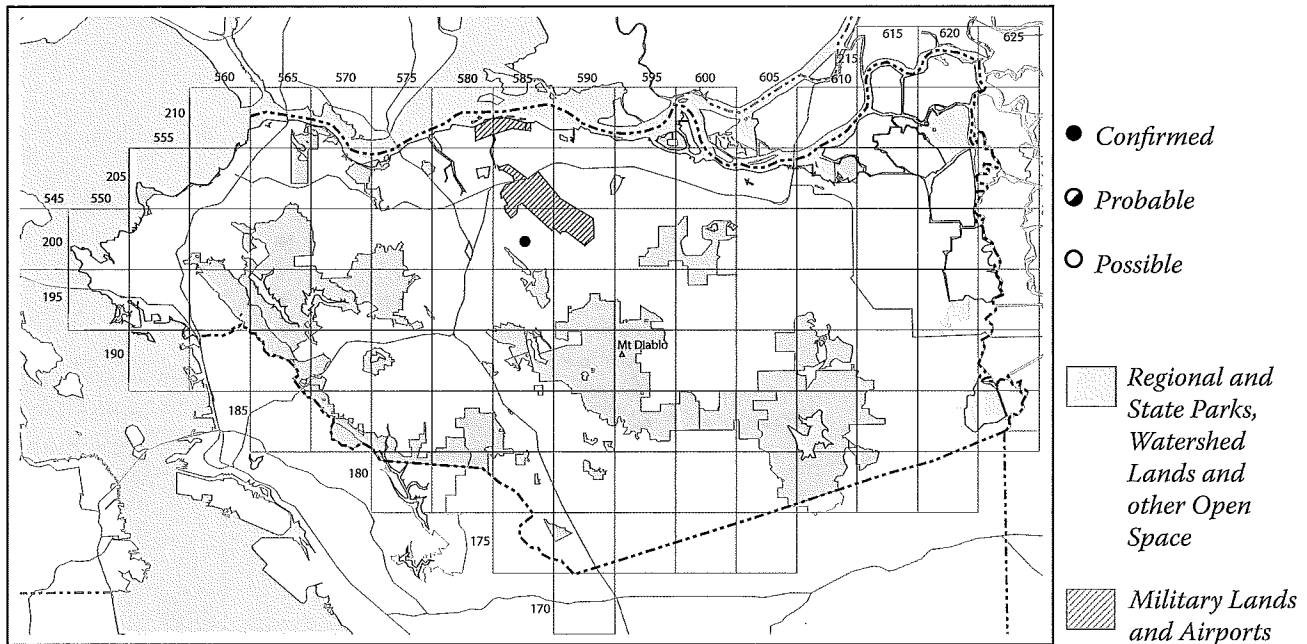 615 620 625
215
560 565 570 575 580 585 590 595 600 605 610
210
555
205
545 550
200
195
Mt Diablo
190
185
180
175
170
Confirmed
Probable
Possible
Regional and
State Parks,
Watershed
Lands and
other Open
Space
Military Lands
and Airports